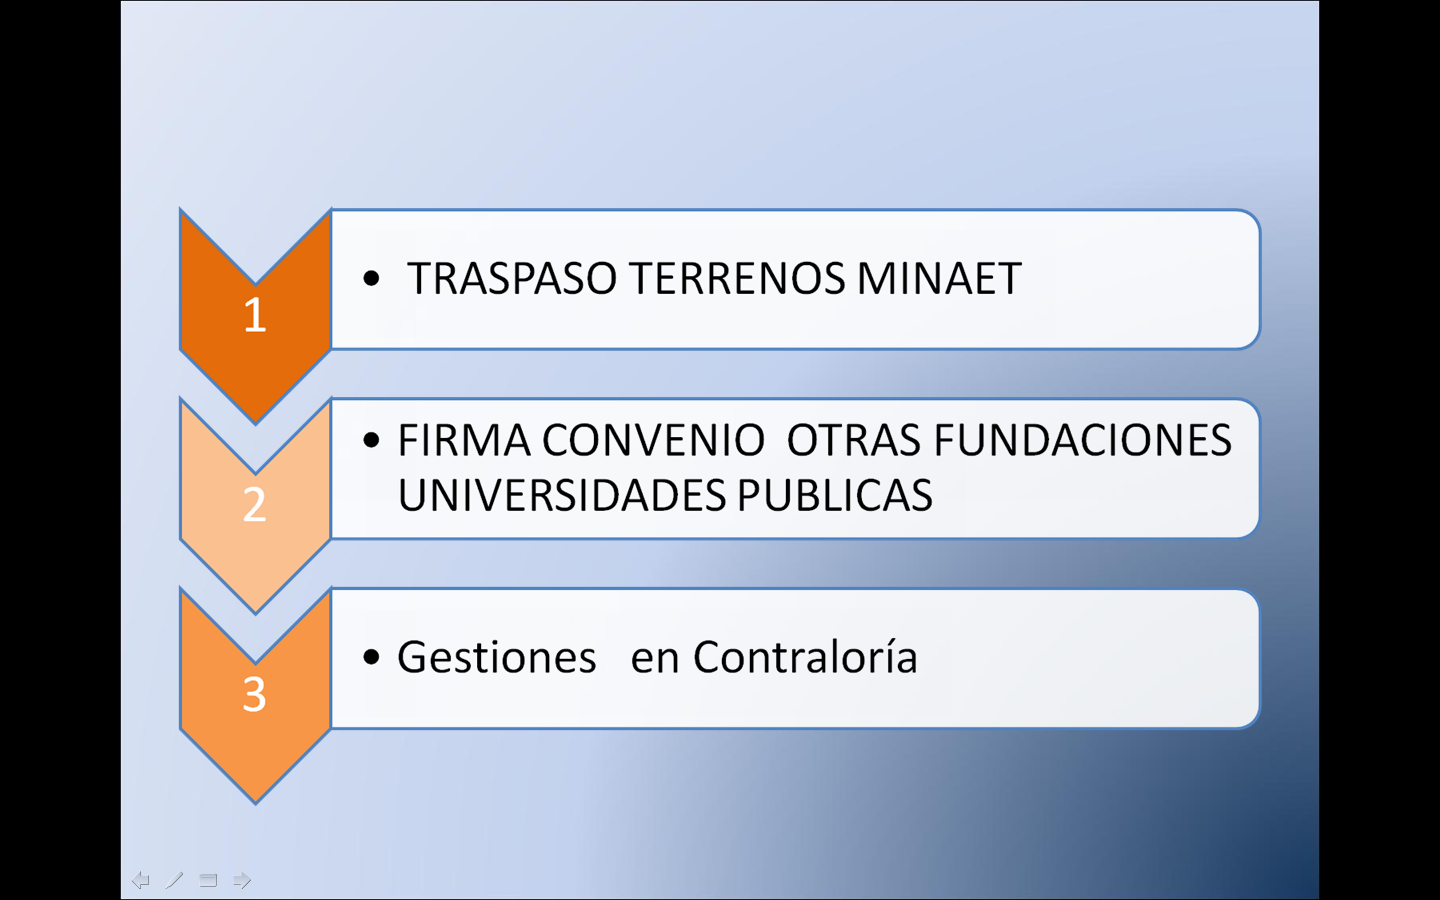 1
• TRASPASO TERRENOS MINAET
2
• FIRMA CONVENIO OTRAS FUNDACIONES
UNIVERSIDADES PUBLICAS
3
• Gestiones en Contraloría